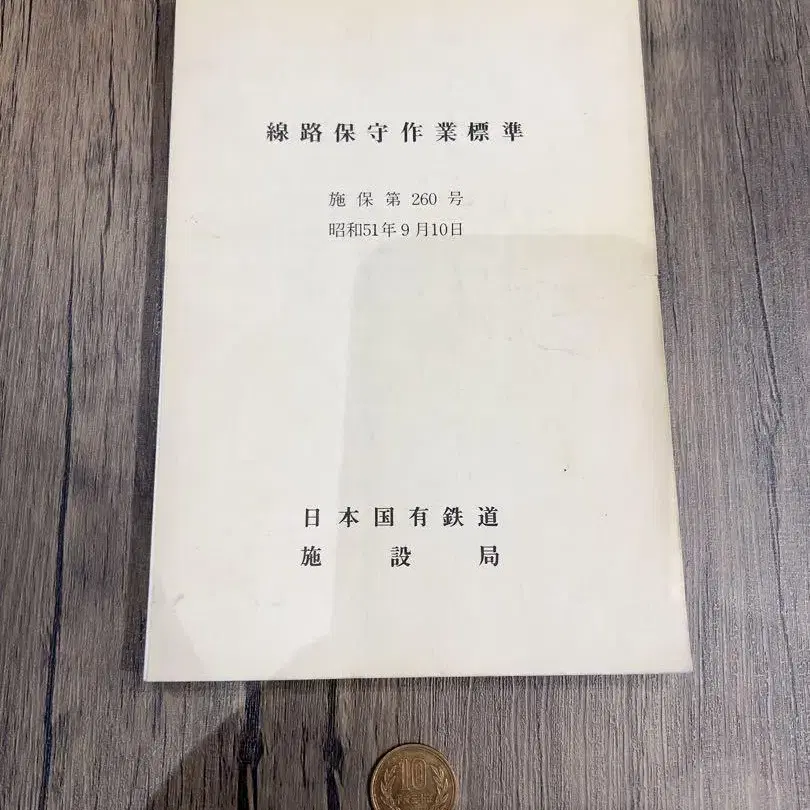 線路保守作業標準
施保第260号
昭和51年9月10日
日本国有鉄道
施設局
10